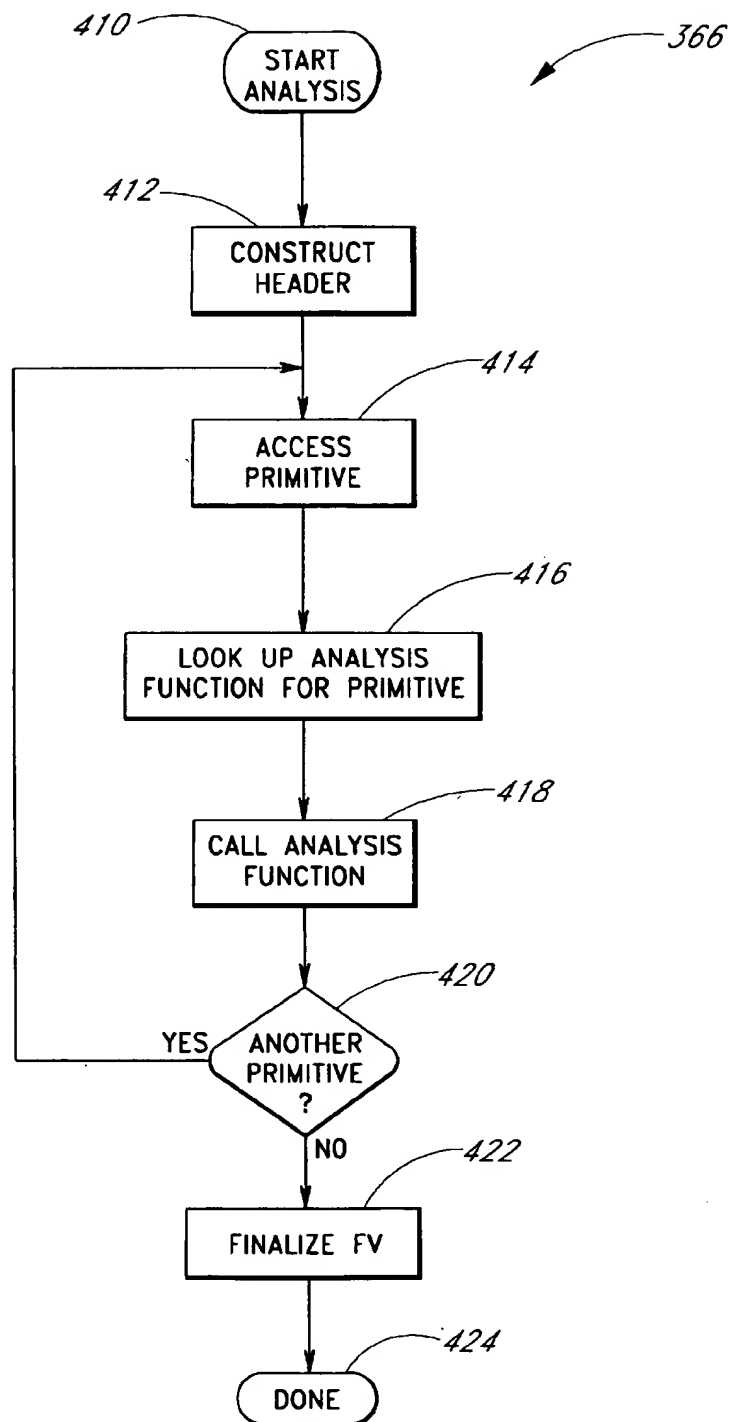 410
START
ANALYSIS
366
412
CONSTRUCT
HEADER
414
ACCESS
PRIMITIVE
416
LOOK UP ANALYSIS
FUNCTION FOR PRIMITIVE
418
CALL ANALYSIS
FUNCTION
420
YES
ANOTHER
PRIMITIVE
?
NO
422
FINALIZE FV
424
DONE